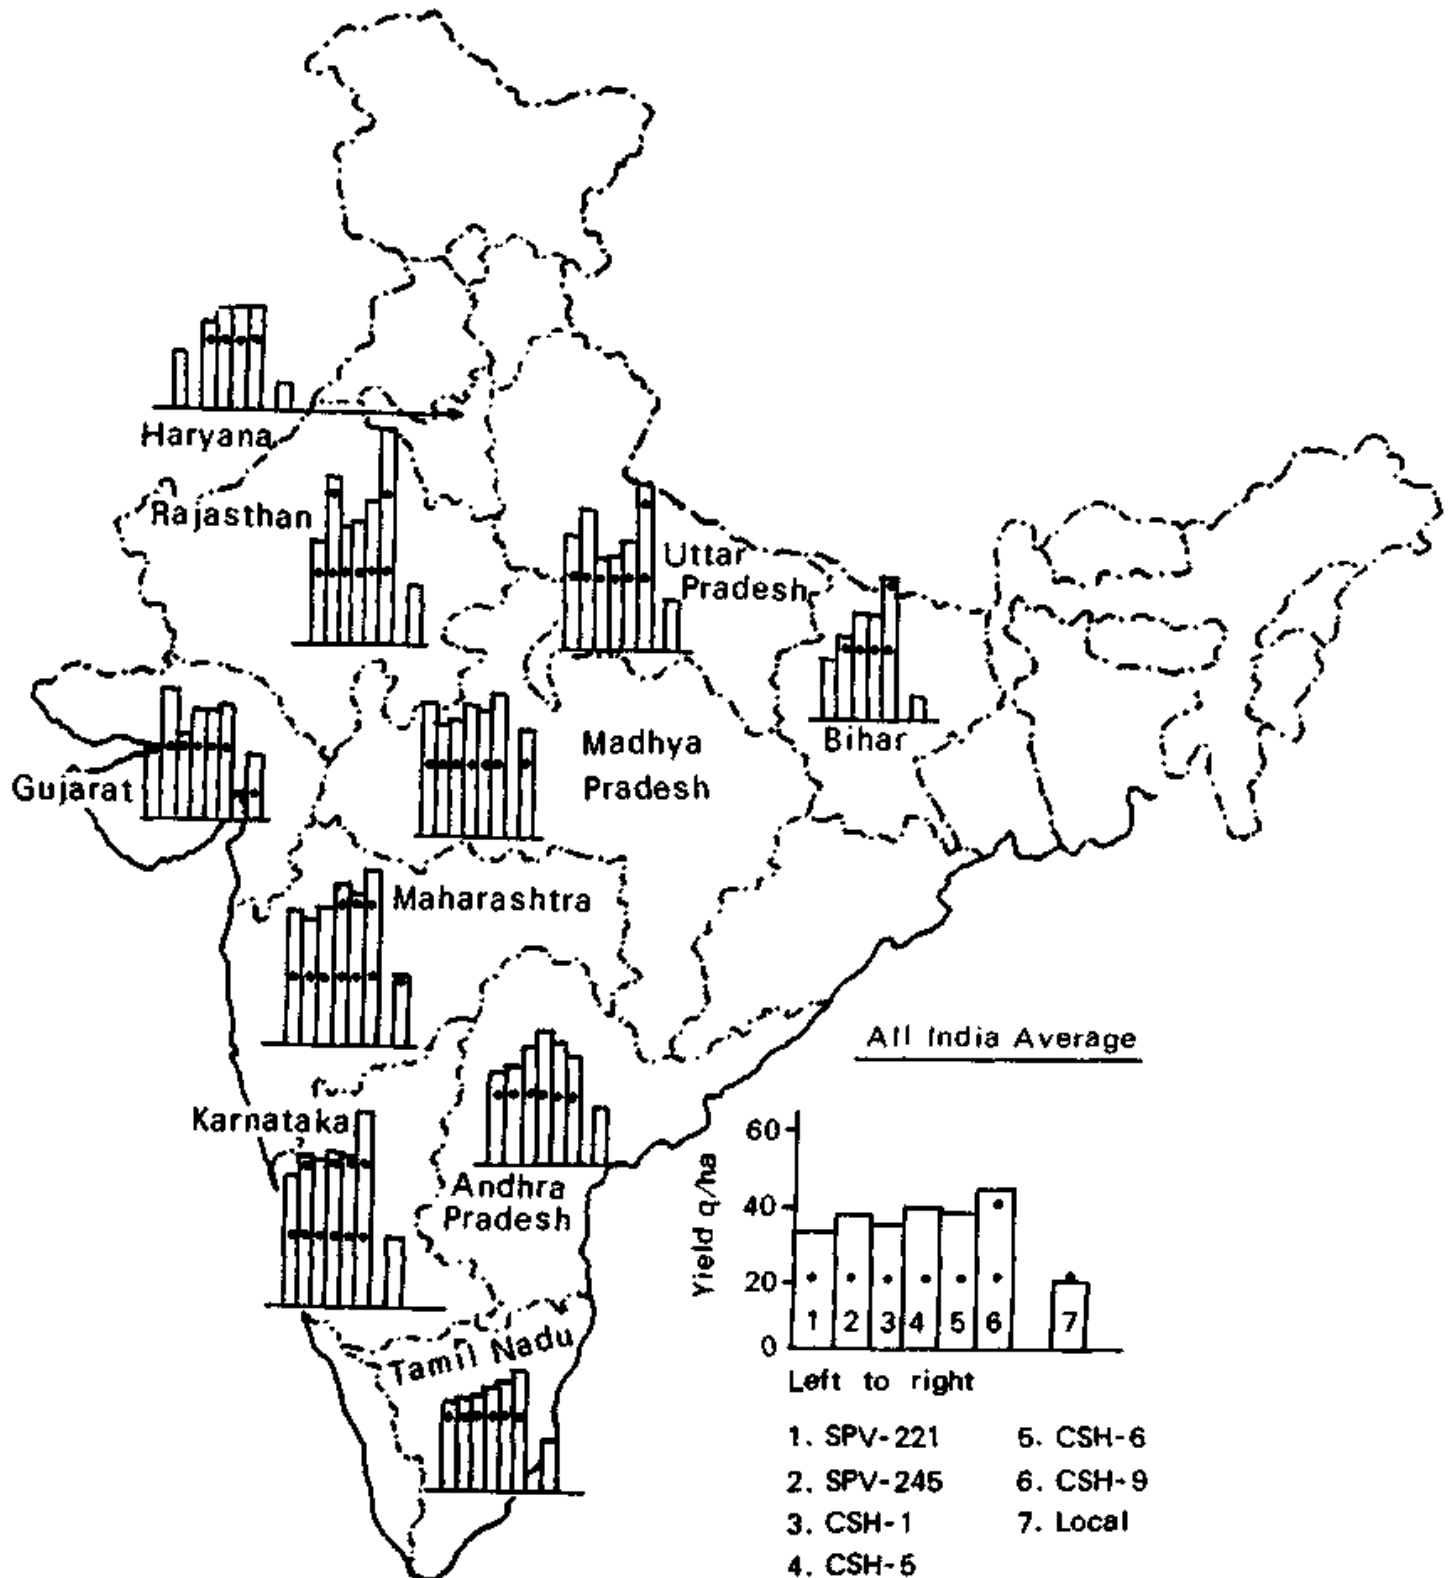 Haryana
Rajasthan
Uttar
Pradesh
Bihar
Gujarat
Madhya
Pradesh
Maharashtra
All India Average
Karnataka
Andhra
Pradesh
Tamil Nadu
Yield q/ha
60
40
20
0
1 2 3 4 5 6 7
Left to right
1. SPV-221
2. SPV-245
3. CSH-1
4. CSH-5
5. CSH-6
6. CSH-9
7. Local